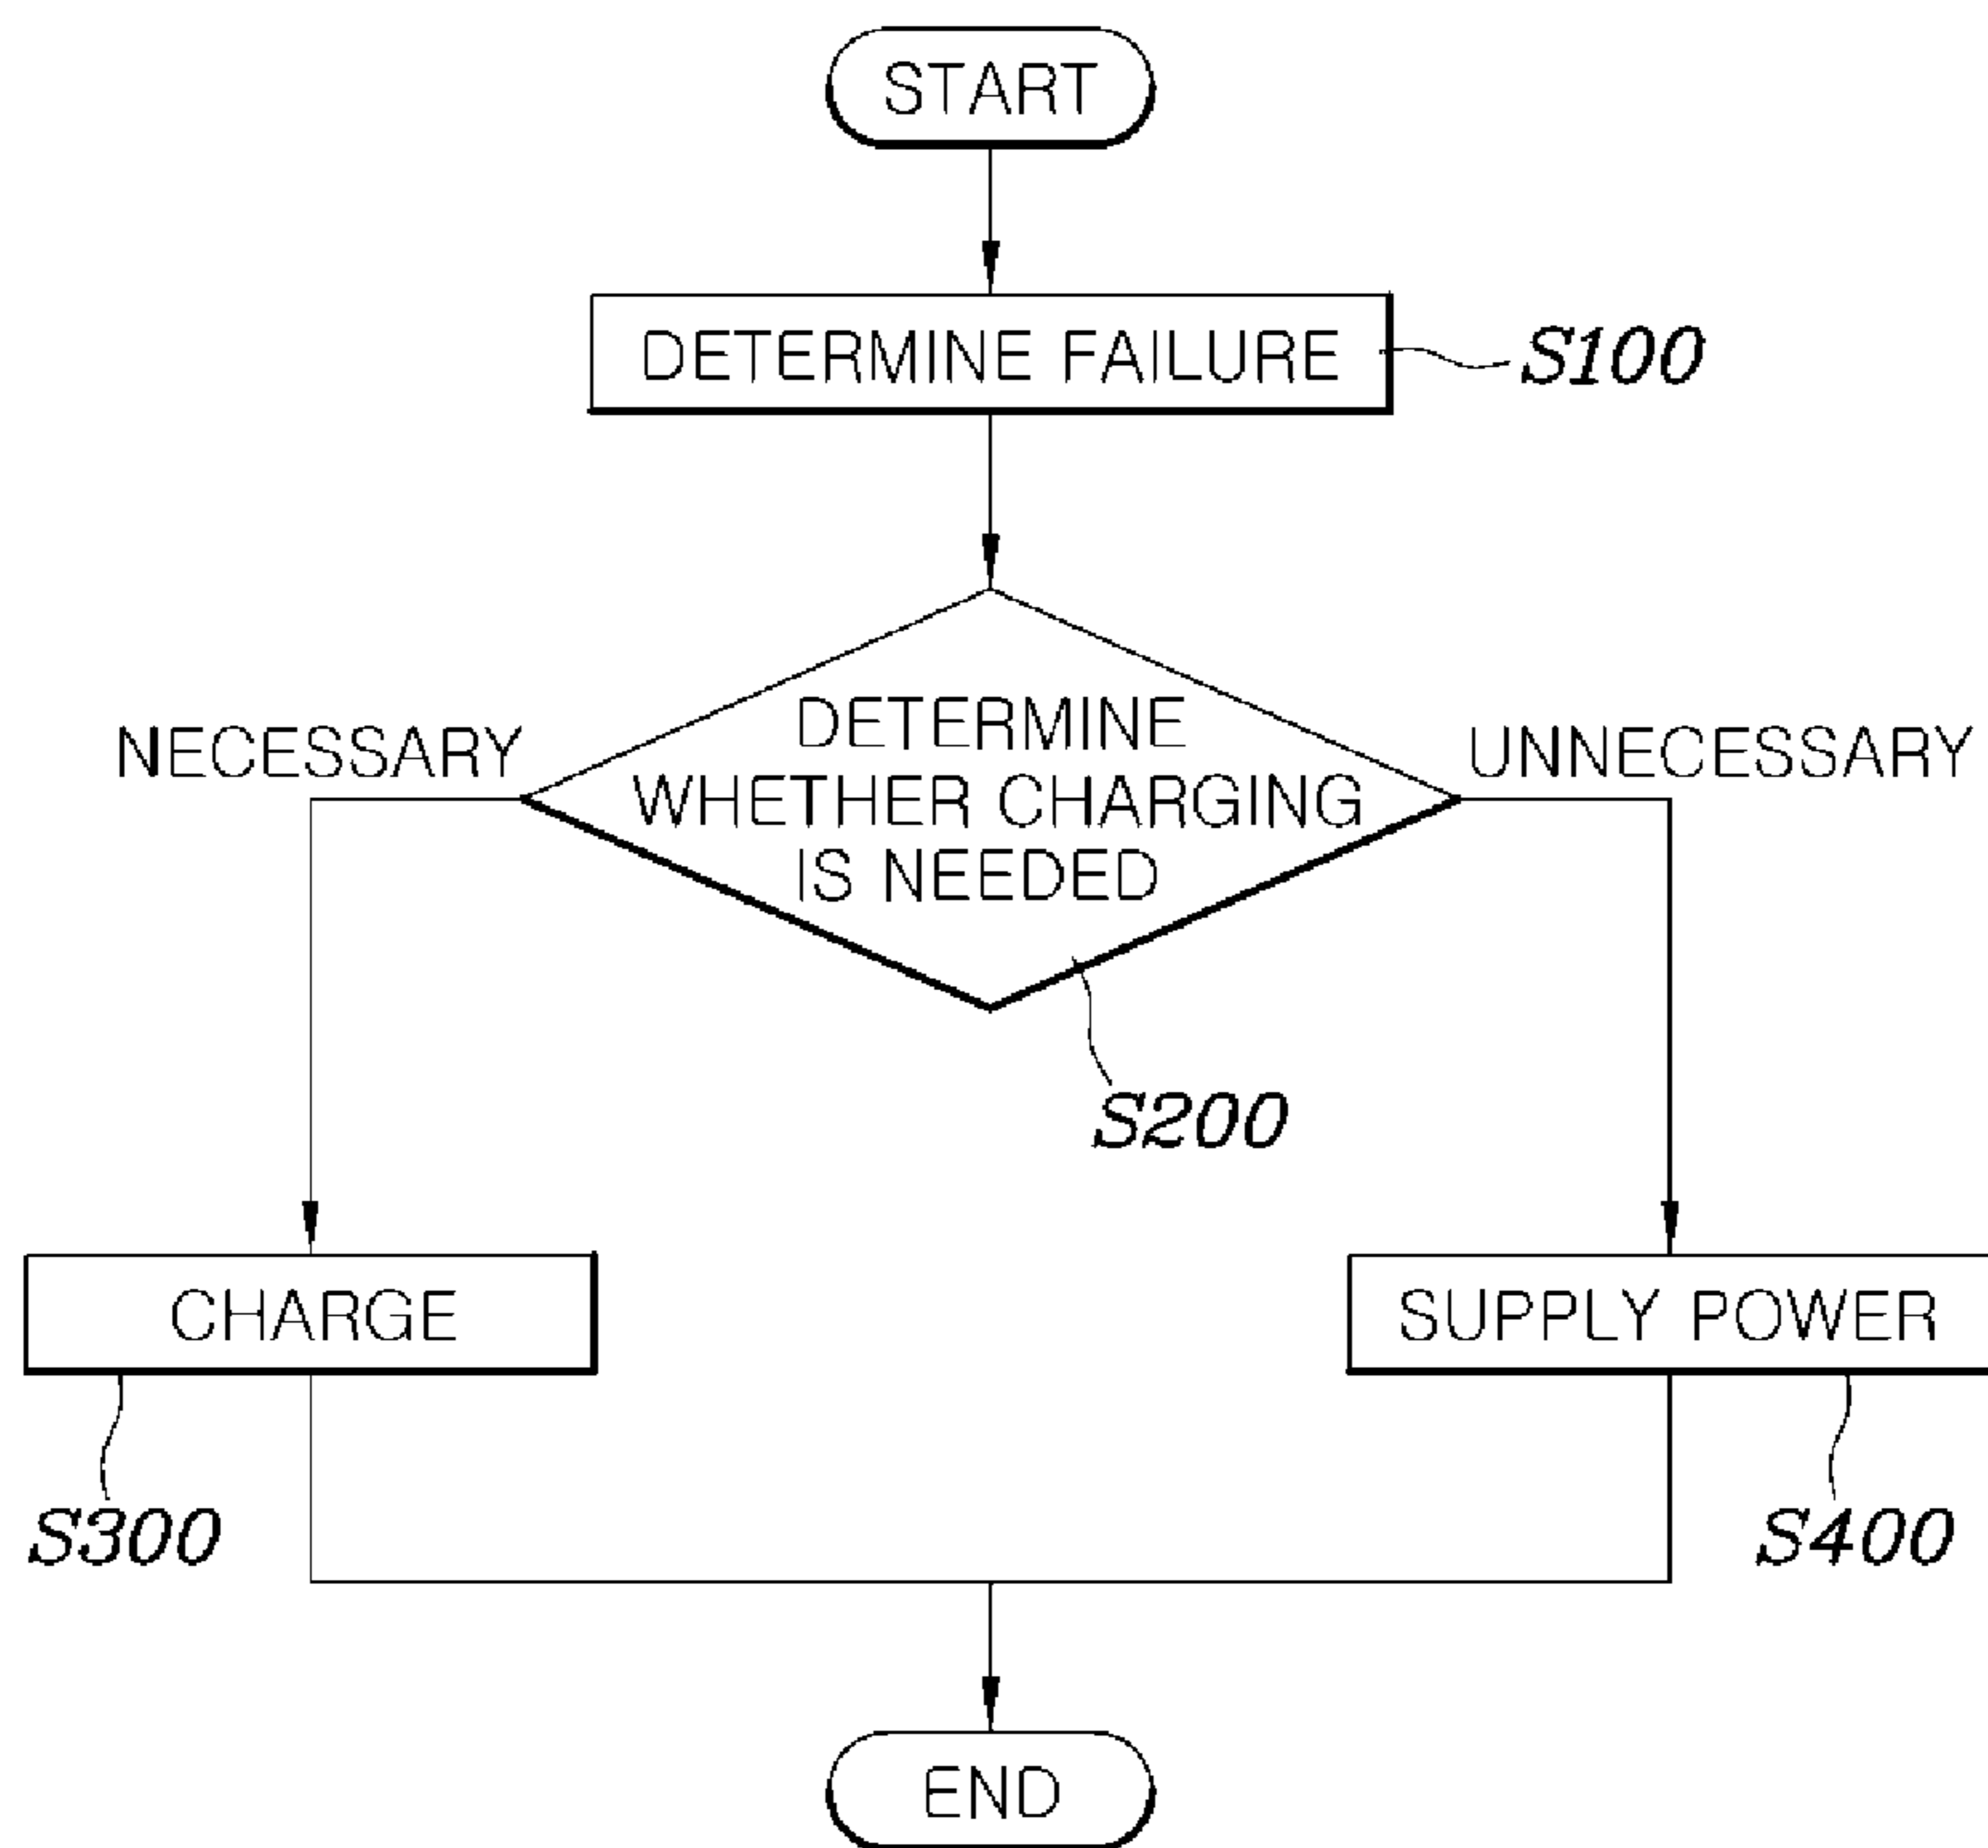 START
DETERMINE FAILURE
S100
NECESSARY
DETERMINE
WHETHER CHARGING
IS NEEDED
UNNECESSARY
S200
CHARGE
SUPPLY POWER
S300
S400
END